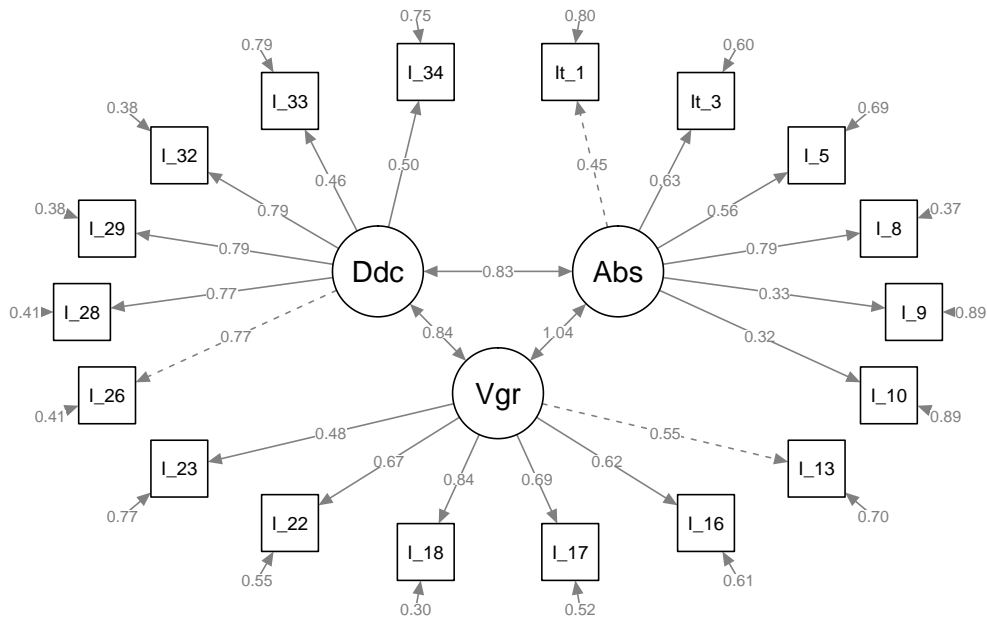 0.75
0.80
0.79
0.60
I_34
It_1
I_33
It_3
0.38
0.69
I_32
I_5
0.50
0.45
0.46
0.63
0.38
0.79
0.56
0.37
I_29
I_8
0.79
0.79
Ddc
0.83
Abs
0.77
0.33
0.41
I_28
I_9
0.89
0.77
0.84
1.04
0.32
I_26
Vgr
I_10
0.41
0.89
0.48
0.55
0.67
0.62
I_23
I_13
0.84
0.69
0.77
0.70
I_22
I_16
I_18
I_17
0.55
0.61
0.30
0.52